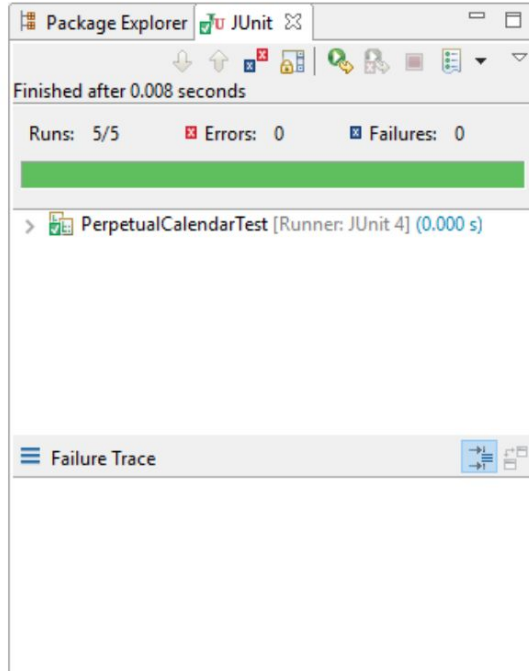 Package Explorer JUnit
Finished after 0.008 seconds
Runs: 5/5 Errors: 0 Failures: 0
PerpetualCalendarTest [Runner: JUnit 4] (0.000 s)
Failure Trace